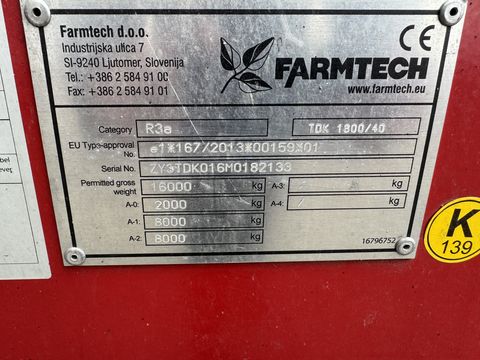 Farmtech d.o.o.
Industrijska ulica 7
SI-9240 Ljutomer, Slovenija
Tel.: +386 2 584 91 00
Fax: +386 2 584 91 01
CE
FARMTECH
www.farmtech.eu
Category R3a TDK 1800/40
EU Type-approval No. e1*167/2013*00159*01
Serial No. ZY9TDK016M0182133
Permitted gross weight 16000 kg A-3: / kg
A-0: 2000 kg A-4: / kg
A-1: 8000 kg
A-2: 8000 kg
16796752
K
139